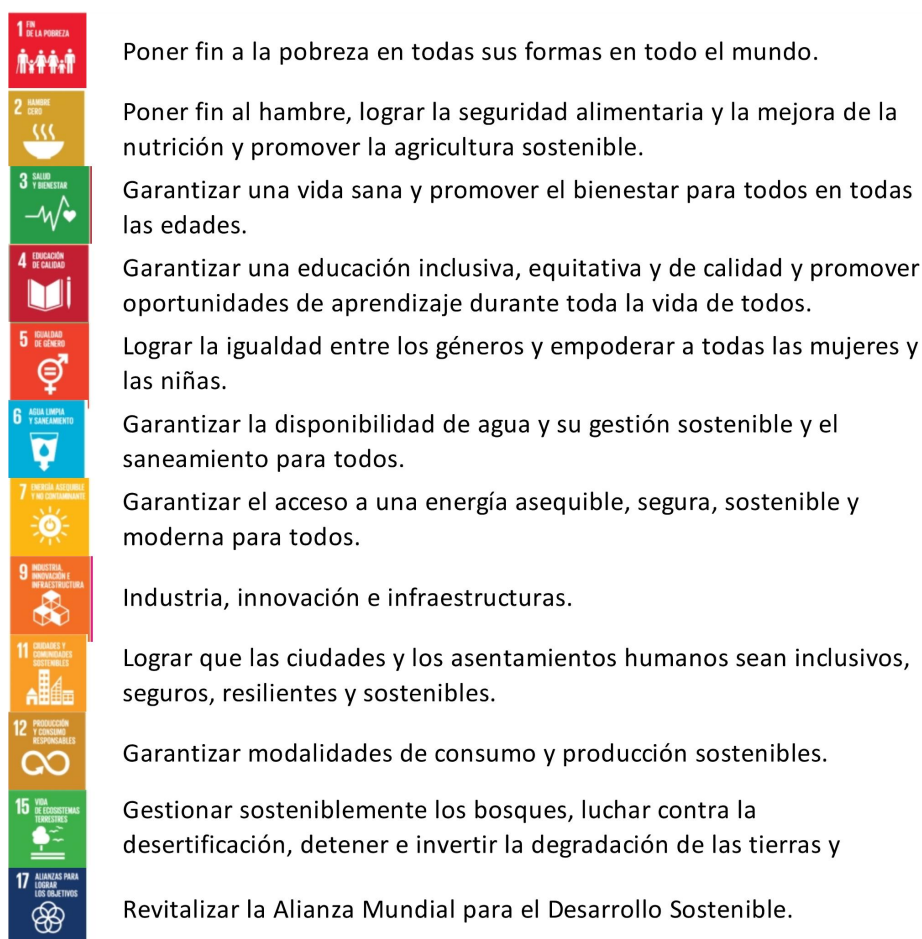 1 FIN
DE LA POBREZA
Poner fin a la pobreza en todas sus formas en todo el mundo.
2 HAMBRE
CERO
Poner fin al hambre, lograr la seguridad alimentaria y la mejora de la
nutrición y promover la agricultura sostenible.
3 SALUD
Y BIENESTAR
Garantizar una vida sana y promover el bienestar para todos en todas
las edades.
4 EDUCACIÓN
DE CALIDAD
Garantizar una educación inclusiva, equitativa y de calidad y promover
oportunidades de aprendizaje durante toda la vida de todos.
5 IGUALDAD
DE GÉNERO
Lograr la igualdad entre los géneros y empoderar a todas las mujeres y
las niñas.
6 AGUA LIMPIA
Y SANEAMIENTO
Garantizar la disponibilidad de agua y su gestión sostenible y el
saneamiento para todos.
7 ENERGÍA ASEQUIBLE
Y NO CONTAMINANTE
Garantizar el acceso a una energía asequible, segura, sostenible y
moderna para todos.
9 INDUSTRIA,
INNOVACIÓN E
INFRAESTRUCTURA
Industria, innovación e infraestructuras.
11 CIUDADES Y
COMUNIDADES
SOSTENIBLES
Lograr que las ciudades y los asentamientos humanos sean inclusivos,
seguros, resilientes y sostenibles.
12 PRODUCCIÓN
Y CONSUMO
RESPONSABLES
Garantizar modalidades de consumo y producción sostenibles.
15 VIDA
DE ECOSISTEMAS
TERRESTRES
Gestionar sosteniblemente los bosques, luchar contra la
desertificación, detener e invertir la degradación de las tierras y
17 ALIANZAS PARA
LOGRAR
LOS OBJETIVOS
Revitalizar la Alianza Mundial para el Desarrollo Sostenible.